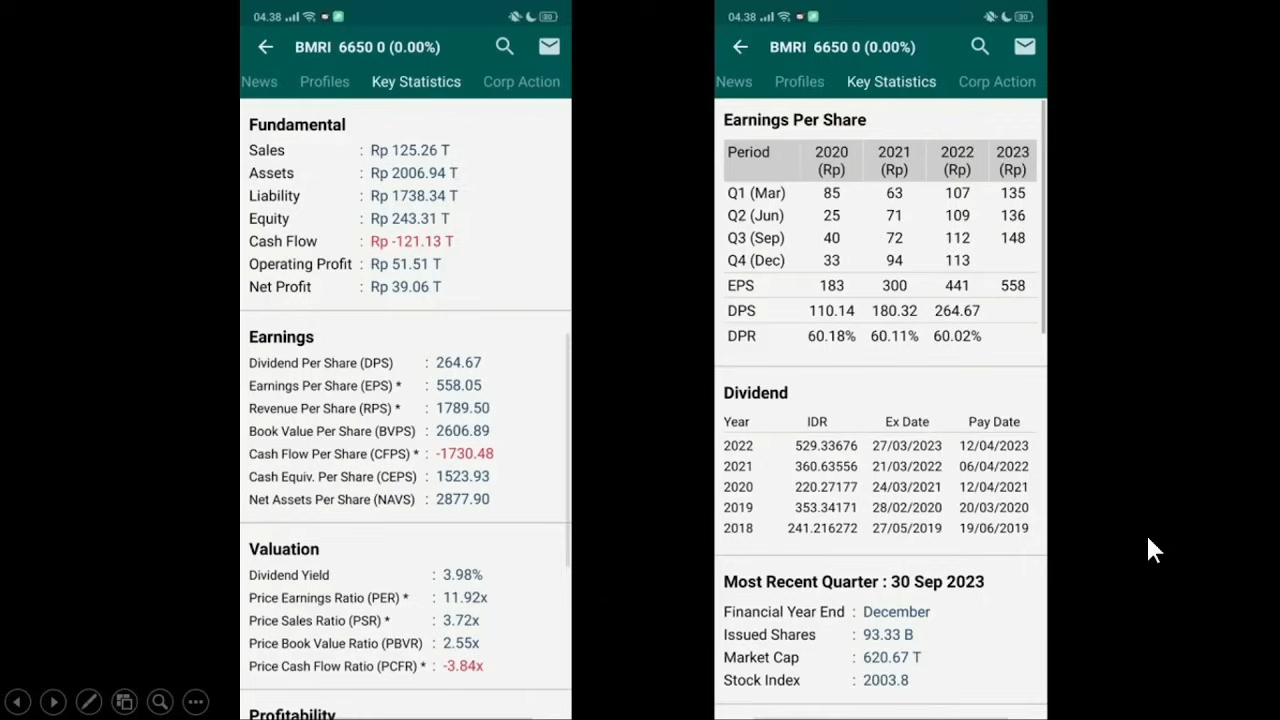 04.38 30
BMRI 6650 0 (0.00%)
News Profiles Key Statistics Corp Action
Fundamental
Sales : Rp 125.26 T
Assets : Rp 2006.94 T
Liability : Rp 1738.34 T
Equity : Rp 243.31 T
Cash Flow : Rp -121.13 T
Operating Profit : Rp 51.51 T
Net Profit : Rp 39.06 T
Earnings
Dividend Per Share (DPS) : 264.67
Earnings Per Share (EPS) * : 558.05
Revenue Per Share (RPS) * : 1789.50
Book Value Per Share (BVPS) : 2606.89
Cash Flow Per Share (CFPS) * : -1730.48
Cash Equiv. Per Share (CEPS) : 1523.93
Net Assets Per Share (NAVS) : 2877.90
Valuation
Dividend Yield : 3.98%
Price Earnings Ratio (PER) * : 11.92x
Price Sales Ratio (PSR) * : 3.72x
Price Book Value Ratio (PBVR) : 2.55x
Price Cash Flow Ratio (PCFR) * : -3.84x
Profitability
04.38 30
BMRI 6650 0 (0.00%)
News Profiles Key Statistics Corp Action
Earnings Per Share
Period 2020 2021 2022 2023
(Rp) (Rp) (Rp) (Rp)
Q1 (Mar) 85 63 107 135
Q2 (Jun) 25 71 109 136
Q3 (Sep) 40 72 112 148
Q4 (Dec) 33 94 113
EPS 183 300 441 558
DPS 110.14 180.32 264.67
DPR 60.18% 60.11% 60.02%
Dividend
Year IDR Ex Date Pay Date
2022 529.33676 27/03/2023 12/04/2023
2021 360.63556 21/03/2022 06/04/2022
2020 220.27177 24/03/2021 12/04/2021
2019 353.34171 28/02/2020 20/03/2020
2018 241.216272 27/05/2019 19/06/2019
Most Recent Quarter : 30 Sep 2023
Financial Year End : December
Issued Shares : 93.33 B
Market Cap : 620.67 T
Stock Index : 2003.8